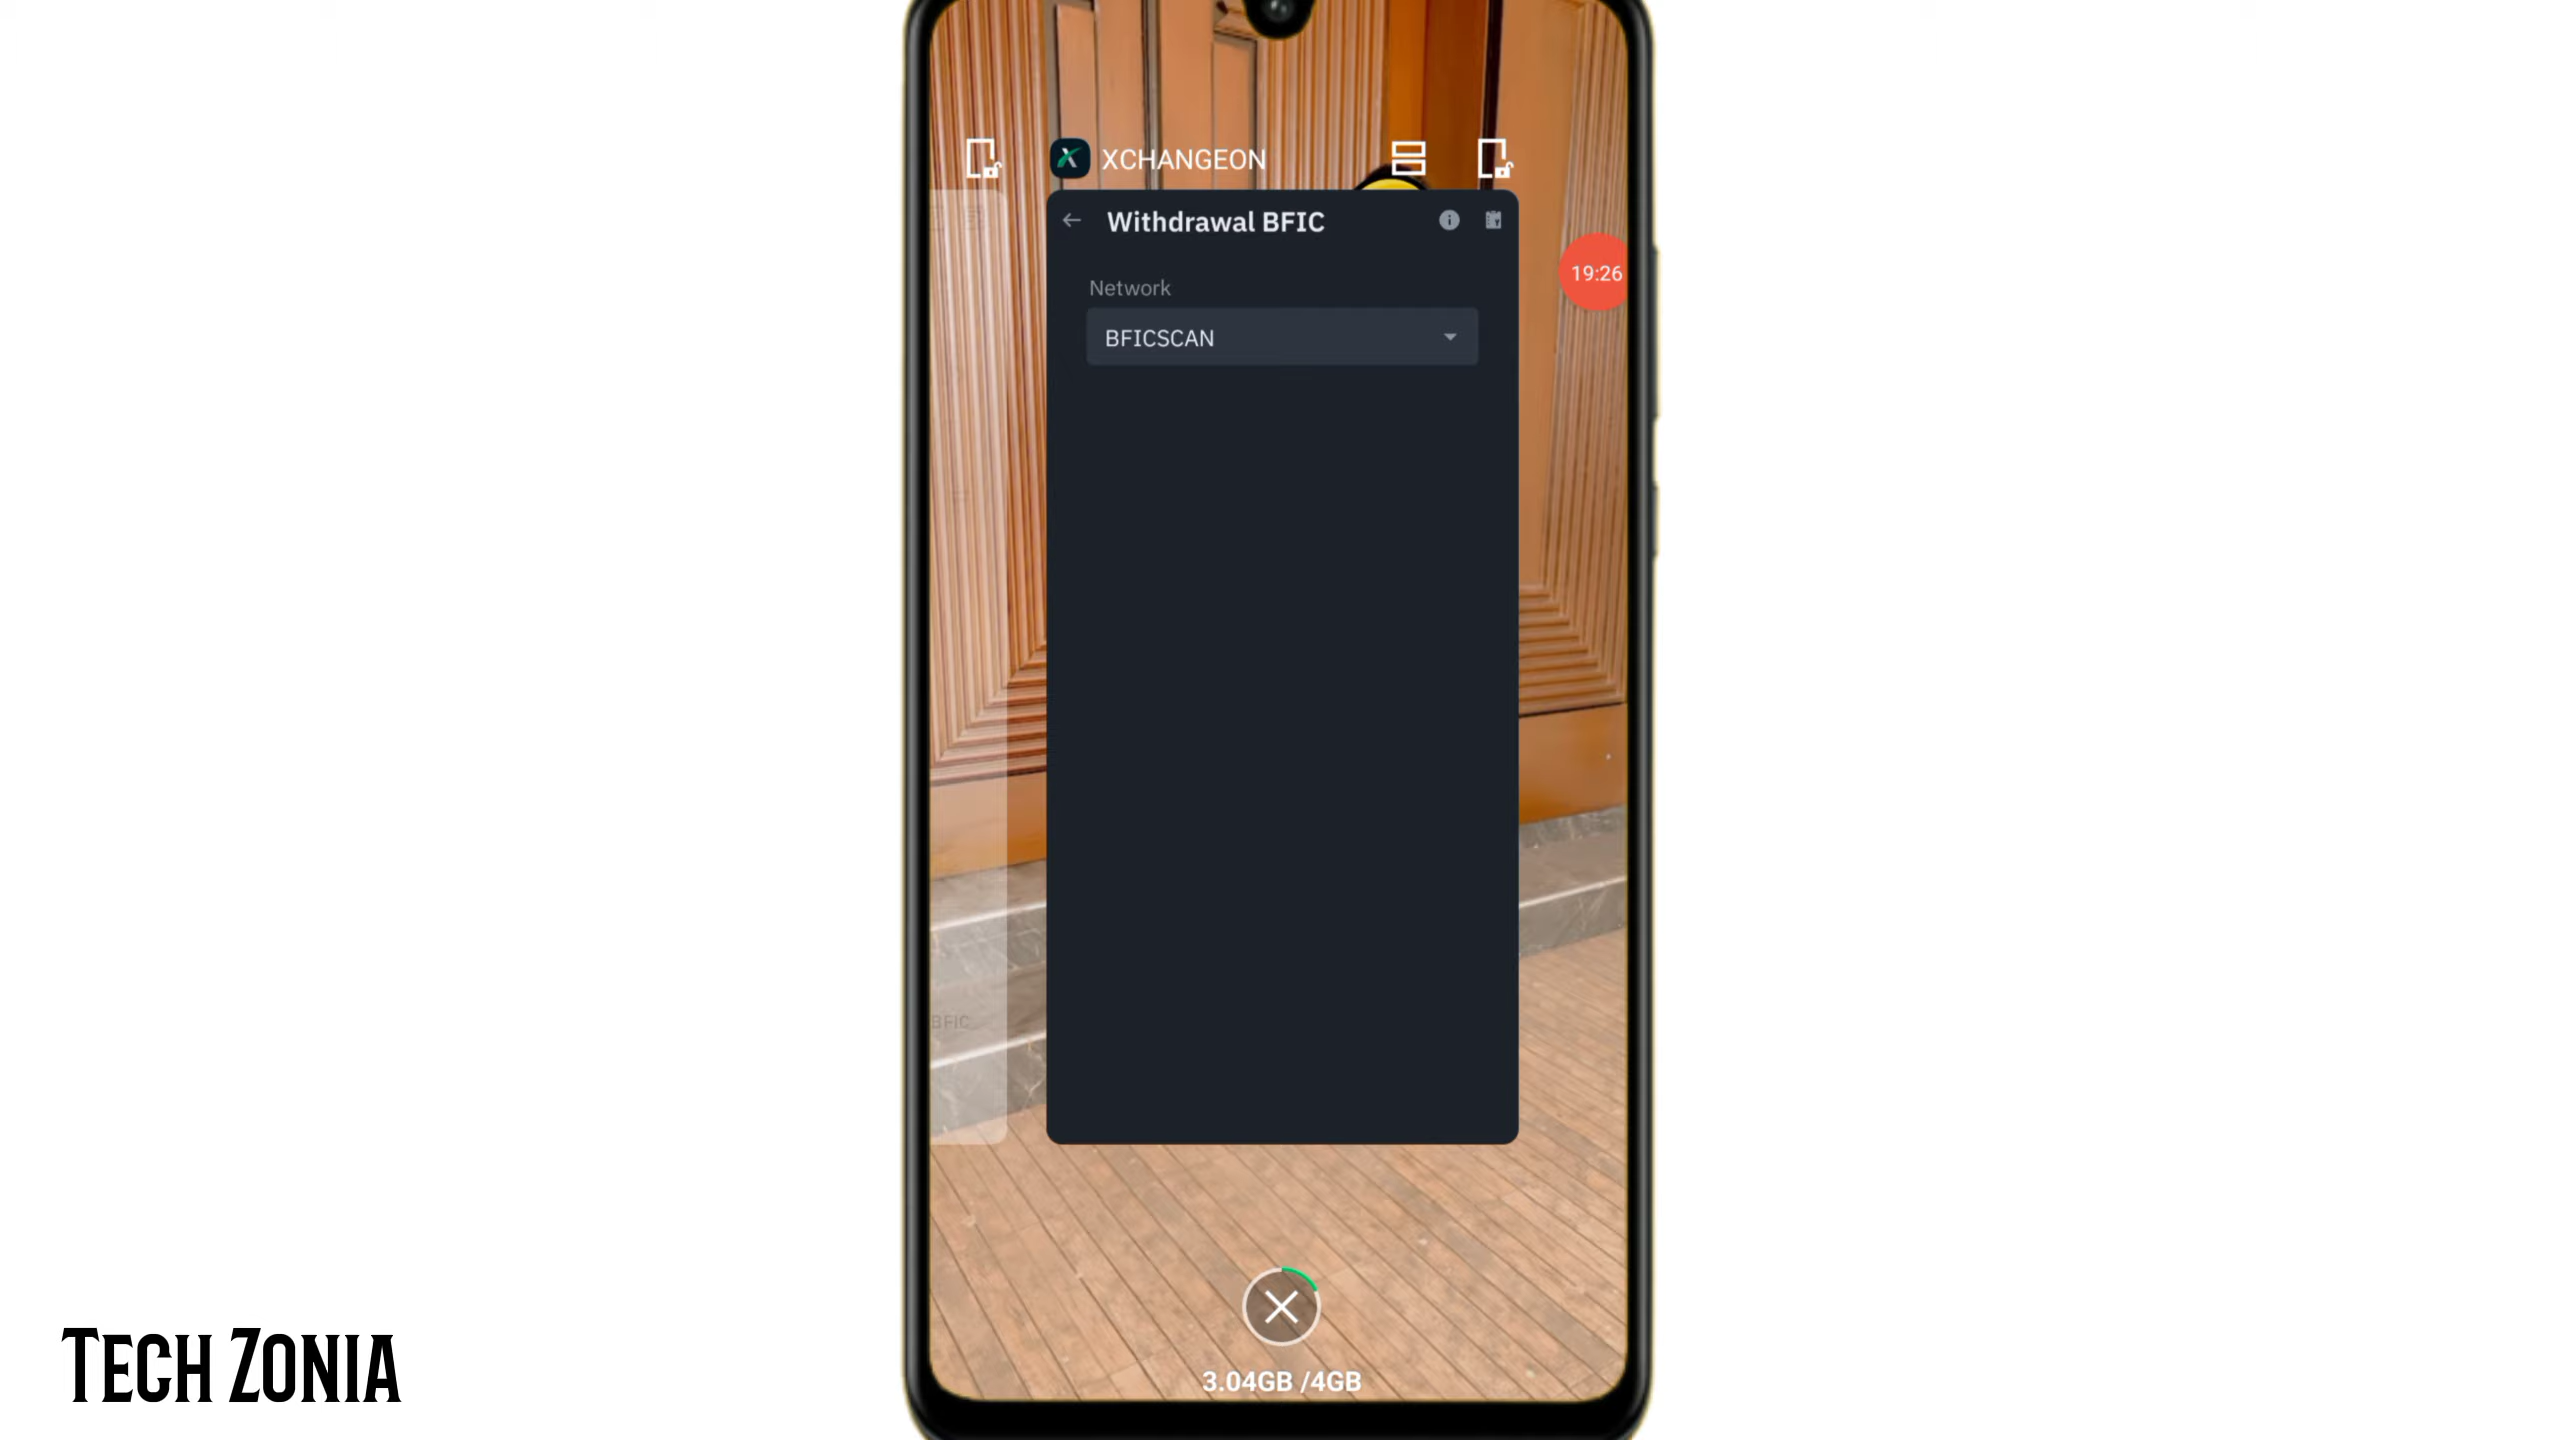 XCHANGEON
Withdrawal BFIC
19:26
Network
BFICSCAN
BFIC
3.04GB /4GB
TECH ZONIA